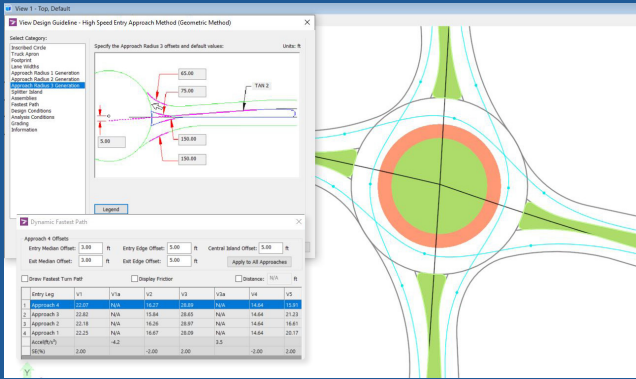 View 1 - Top, Default
View Design Guideline - High Speed Entry Approach Method (Geometric Method)
Select Category:
Specify the Approach Radius 3 offsets and default values:
Units: ft
Inscribed Circle
Truck Apron
Footprint
Lane Widths
Approach Radius 1 Generation
Approach Radius 2 Generation
Approach Radius 3 Generation
Splitter Island
Assemblies
Fastest Path
Design Conditions
Analysis Conditions
Grading
Information
65.00
75.00
TAN 2
5.00
150.00
150.00
Legend
Dynamic Fastest Path
Approach 4 Offsets
Entry Median Offset: 3.00 ft Entry Edge Offset: 5.00 ft Central Island Offset: 5.00 ft
Exit Median Offset: 3.00 ft Exit Edge Offset: 5.00 ft Apply to All Approaches
Draw Fastest Turn Path Display Friction Distance: N/A ft
Entry Leg V1 V1a V2 V3 V3a V4 V5
1 Approach 4 22.07 N/A 16.27 N/A 14.64
2 Approach 3 22.82 N/A 15.84 28.65 N/A 14.64 21.23
3 Approach 2 22.18 N/A 16.26 28.97 N/A 14.64 16.61
4 Approach 1 22.25 N/A 16.67 28.09 N/A 14.64 20.17
Accel(ft/s²) -4.2 3.5
SE(%) 2.00 -2.00 2.00 -2.00 2.00
Y